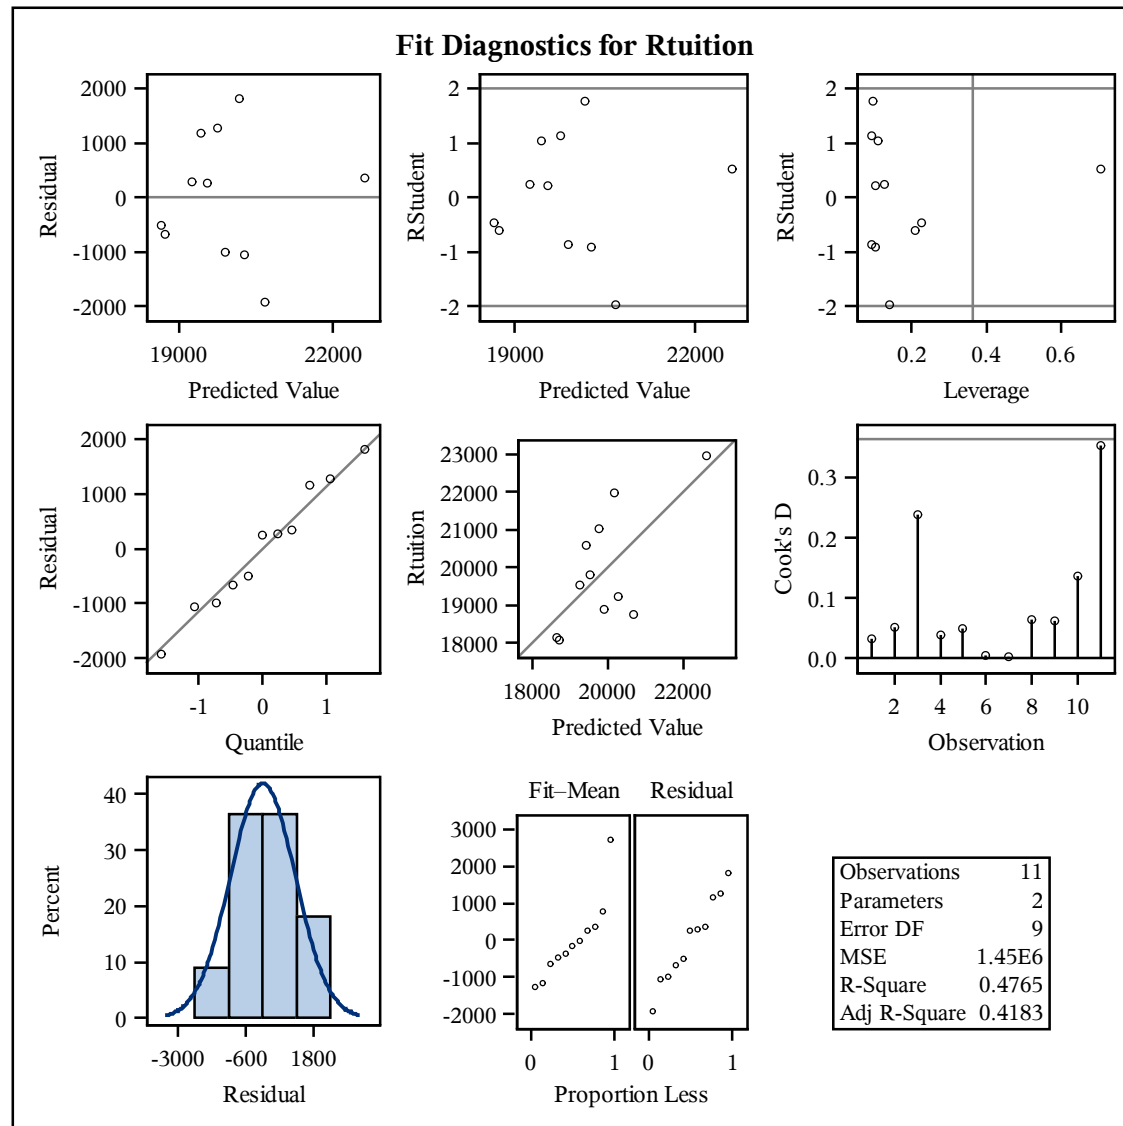 Fit Diagnostics for Rtuition
2000
1000
0
-1000
-2000
Residual
19000 22000
Predicted Value
2
1
0
-1
-2
RStudent
19000 22000
Predicted Value
2
1
0
-1
-2
RStudent
0.2 0.4 0.6
Leverage
2000
1000
0
-1000
-2000
Residual
-1 0 1
Quantile
23000
22000
21000
20000
19000
18000
Rtuition
18000 20000 22000
Predicted Value
0.3
0.2
0.1
0.0
Cook's D
2 4 6 8 10
Observation
40
30
20
10
0
Percent
-3000 -600 1800
Residual
Fit–Mean Residual
3000
2000
1000
0
-1000
-2000
0 1 0 1
Proportion Less
Observations 11
Parameters 2
Error DF 9
MSE 1.45E6
R-Square 0.4765
Adj R-Square 0.4183